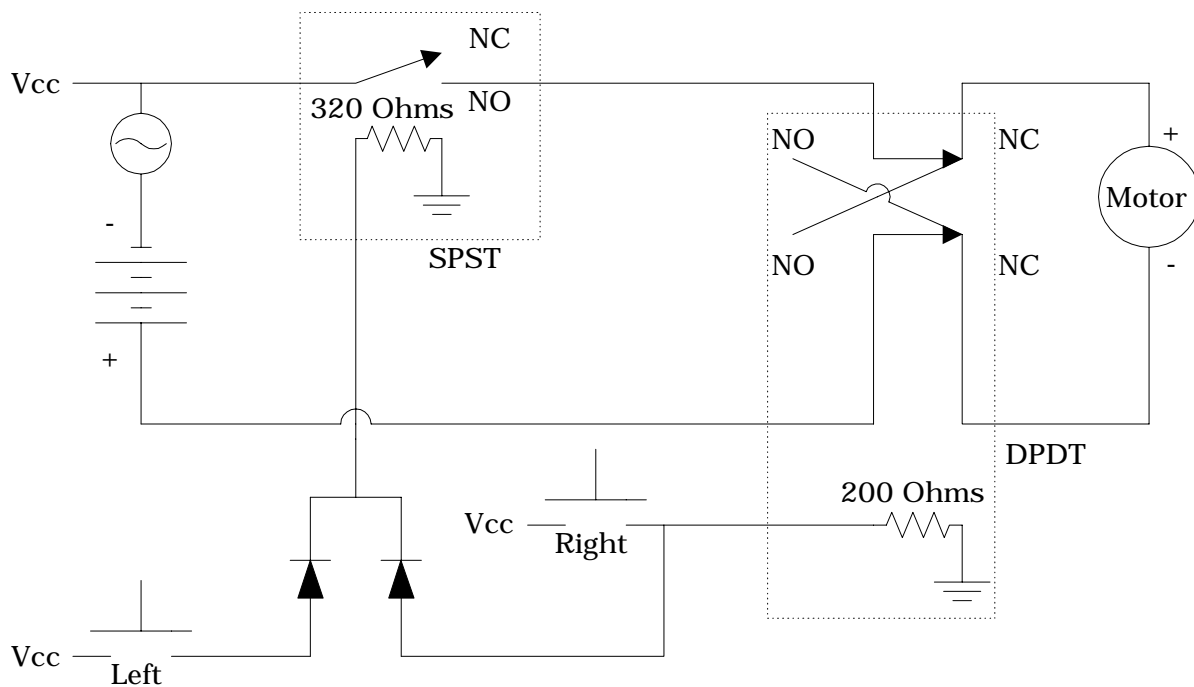 NC
Vcc
NO
320 Ohms
NO
NC
+
Motor
-
-
SPST
NO
NC
+
DPDT
200 Ohms
Vcc
Right
Vcc
Left